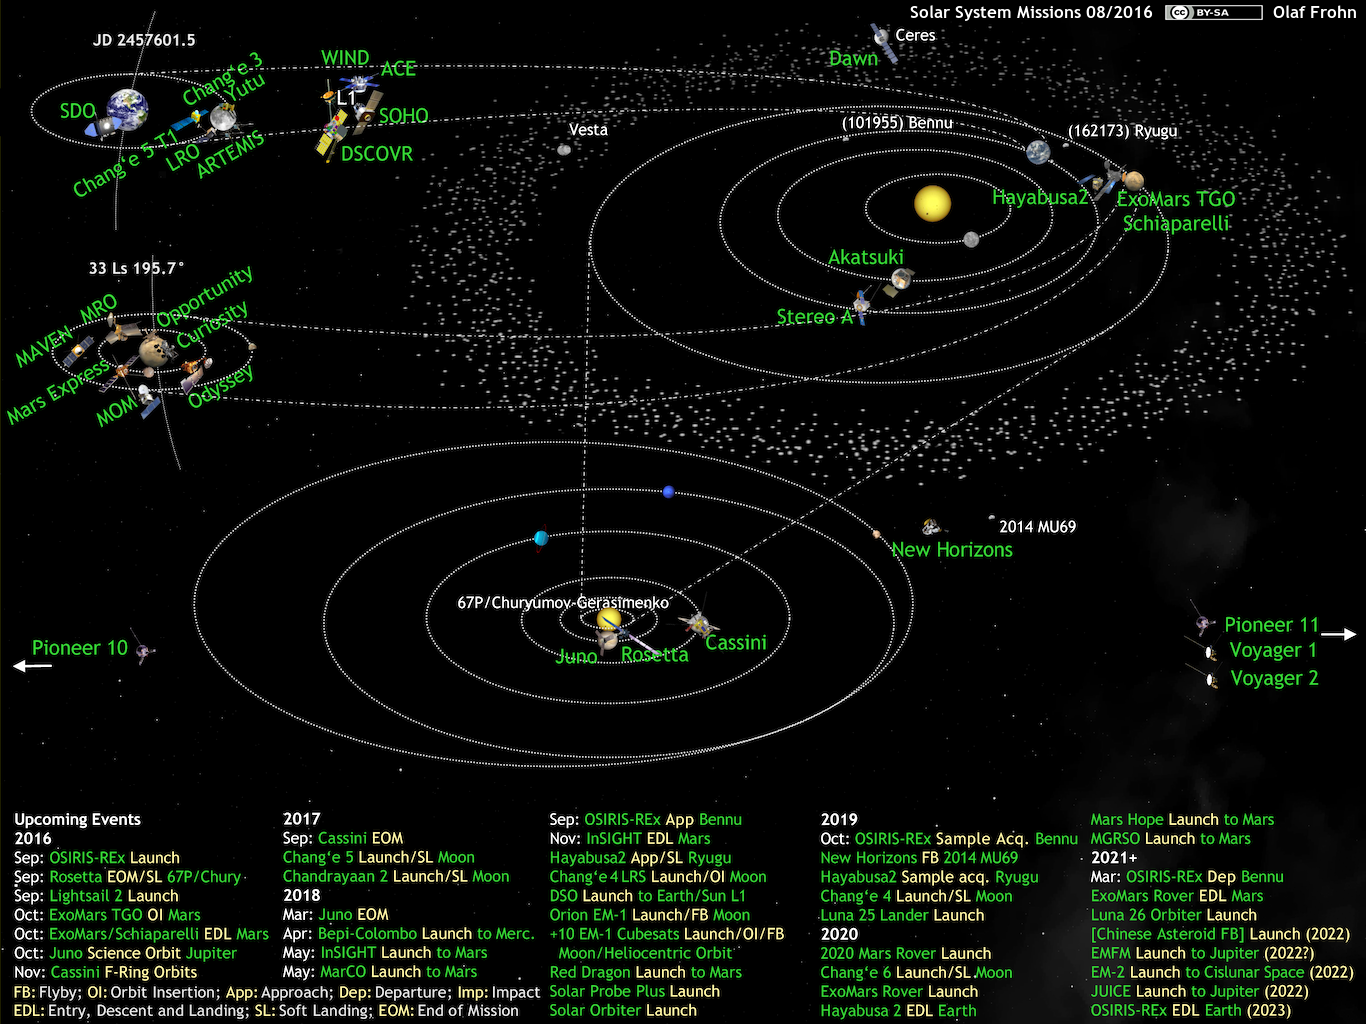 Solar System Missions 08/2016 cc BY-SA Olaf Frohn
JD 2457601.5
SDO
Chang‘e 3
Yutu
Chang‘e 5 T1
LRO
ARTEMIS
WIND
ACE
L1
SOHO
DSCOVR
Ceres
Dawn
Vesta
(101955) Bennu
(162173) Ryugu
Hayabusa2
ExoMars TGO
Schiaparelli
Akatsuki
Stereo A
33 Ls 195.7°
MAVEN
MRO
Opportunity
Curiosity
Mars Express
MOM
Odyssey
2014 MU69
New Horizons
67P/Churyumov-Gerasimenko
Juno
Rosetta
Cassini
Pioneer 10
Pioneer 11
Voyager 1
Voyager 2
Upcoming Events
2016
Sep: OSIRIS-REx Launch
Sep: Rosetta EOM/SL 67P/Chury
Sep: Lightsail 2 Launch
Oct: ExoMars TGO OI Mars
Oct: ExoMars/Schiaparelli EDL Mars
Oct: Juno Science Orbit Jupiter
Nov: Cassini F-Ring Orbits
2017
Sep: Cassini EOM
Chang‘e 5 Launch/SL Moon
Chandrayaan 2 Launch/SL Moon
2018
Mar: Juno EOM
Apr: Bepi-Colombo Launch to Merc.
May: InSIGHT Launch to Mars
May: MarCO Launch to Mars
FB: Flyby; OI: Orbit Insertion; App: Approach; Dep: Departure; Imp: Impact
EDL: Entry, Descent and Landing; SL: Soft Landing; EOM: End of Mission
Sep: OSIRIS-REx App Bennu
Nov: InSIGHT EDL Mars
Hayabusa2 App/SL Ryugu
Chang‘e 4 LRS Launch/OI Moon
DSO Launch to Earth/Sun L1
Orion EM-1 Launch/FB Moon
+10 EM-1 Cubesats Launch/OI/FB
Moon/Heliocentric Orbit
Red Dragon Launch to Mars
Solar Probe Plus Launch
Solar Orbiter Launch
2019
Oct: OSIRIS-REx Sample Acq. Bennu
New Horizons FB 2014 MU69
Hayabusa2 Sample acq. Ryugu
Chang‘e 4 Launch/SL Moon
Luna 25 Lander Launch
2020
2020 Mars Rover Launch
Chang‘e 6 Launch/SL Moon
ExoMars Rover Launch
Hayabusa 2 EDL Earth
Mars Hope Launch to Mars
MGRSO Launch to Mars
2021+
Mar: OSIRIS-REx Dep Bennu
ExoMars Rover EDL Mars
Luna 26 Orbiter Launch
[Chinese Asteroid FB] Launch (2022)
EMFM Launch to Jupiter (2022?)
EM-2 Launch to Cislunar Space (2022)
JUICE Launch to Jupiter (2022)
OSIRIS-REx EDL Earth (2023)